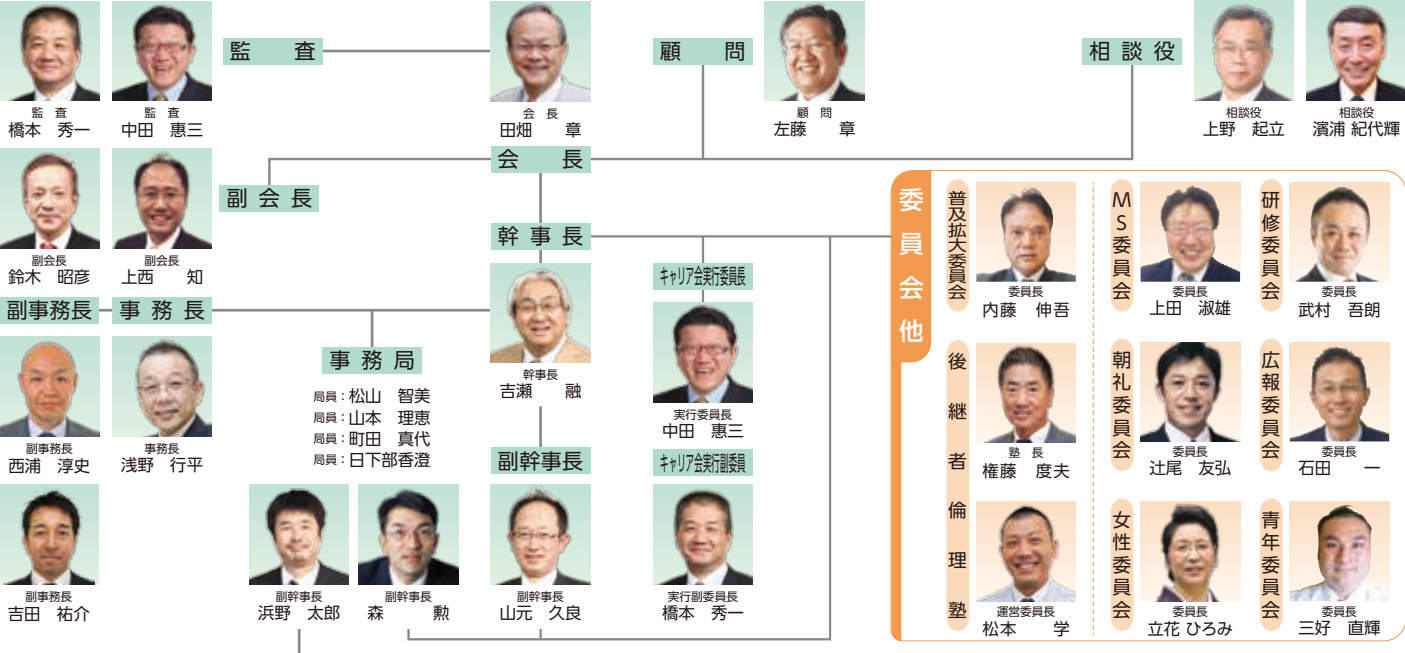 監査
会長
顧問
相談役
監査
橋本 秀一
監査
中田 惠三
会長
田畑 章
顧問
左藤 章
相談役
上野 起立
相談役
濱浦 紀代輝
会長
副会長
副会長
鈴木 昭彦
副会長
上西 知
幹事長
キャリア会実行委員長
副事務長
事務長
事務局
局員：松山 智美
局員：山本 理恵
局員：町田 真代
局員：日下部香澄
幹事長
吉瀬 融
実行委員長
中田 惠三
副事務長
西浦 淳史
事務長
浅野 行平
副幹事長
キャリア会実行副委員
副事務長
吉田 祐介
副幹事長
浜野 太郎
副幹事長
森 勲
副幹事長
山元 久良
実行副委員長
橋本 秀一
委員会他
普及拡大委員会
委員長
内藤 伸吾
MS委員会
委員長
上田 淑雄
研修委員会
委員長
武村 吾朗
後継者倫理塾
塾長
権藤 度夫
朝礼委員会
委員長
辻尾 友弘
広報委員会
委員長
石田 一
運営委員長
松本 学
女性委員会
委員長
立花 ひろみ
青年委員会
委員長
三好 直輝